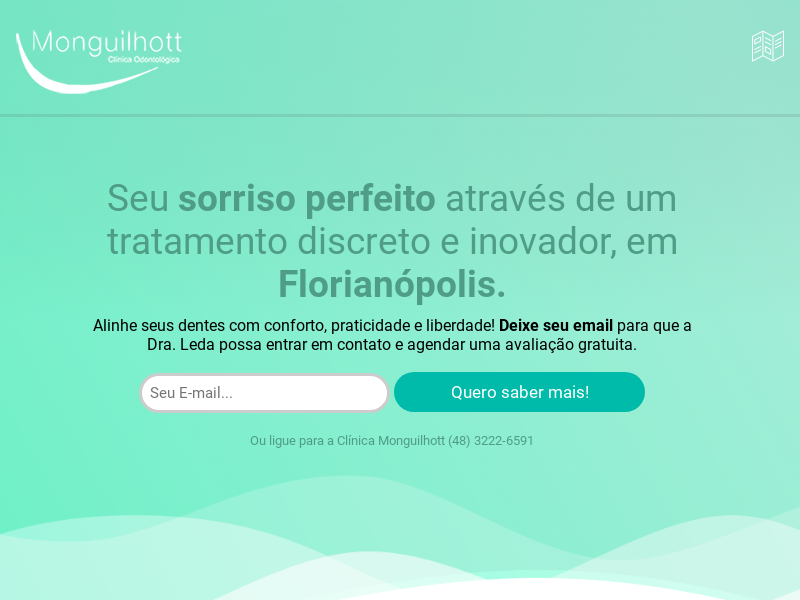 Monguilhott
Clínica Odontológica
Seu sorriso perfeito através de um
tratamento discreto e inovador, em
Florianópolis.
Alinhe seus dentes com conforto, praticidade e liberdade! Deixe seu email para que a
Dra. Leda possa entrar em contato e agendar uma avaliação gratuita.
Seu E-mail...
Quero saber mais!
Ou ligue para a Clínica Monguilhott (48) 3222-6591